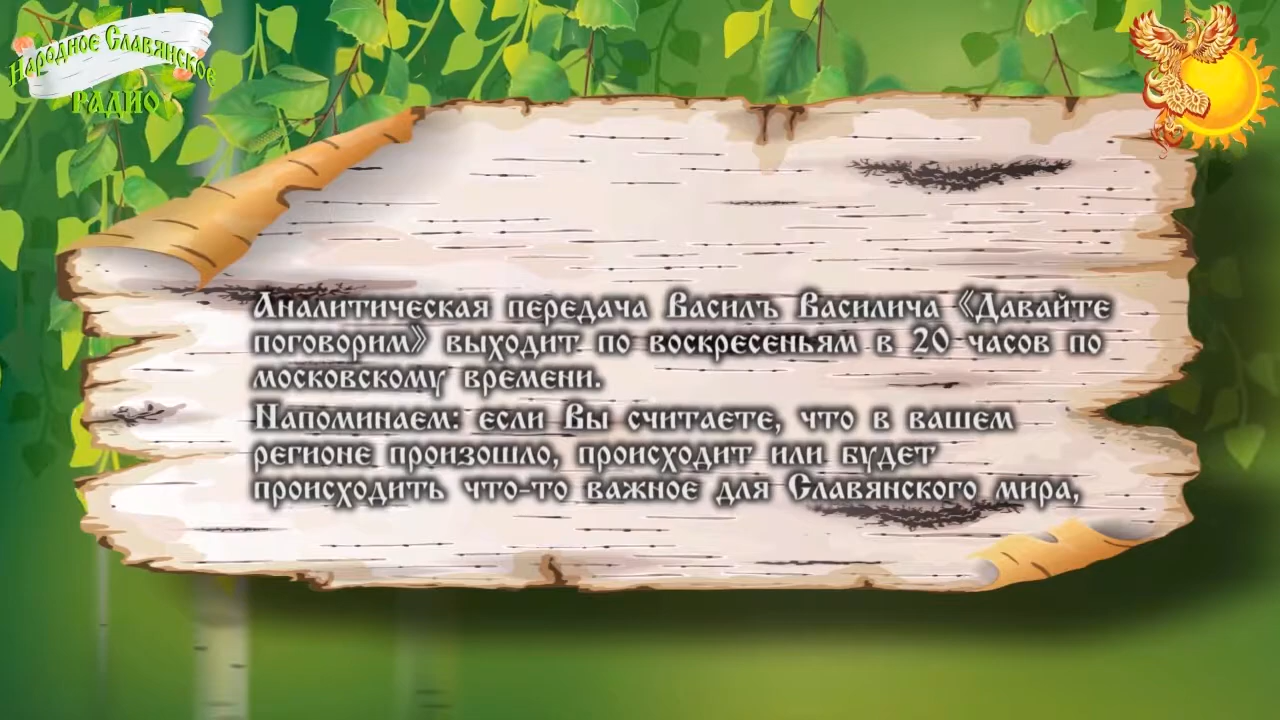 Народное Славянское
РАДИО
Аналитическая передача Василъ Василича «Давайте
поговорим» выходит по воскресеньям в 20 часов по
московскому времени.
Напоминаем: если Вы считаете, что в вашем
регионе произошло, происходит или будет
происходить что-то важное для Славянского мира,